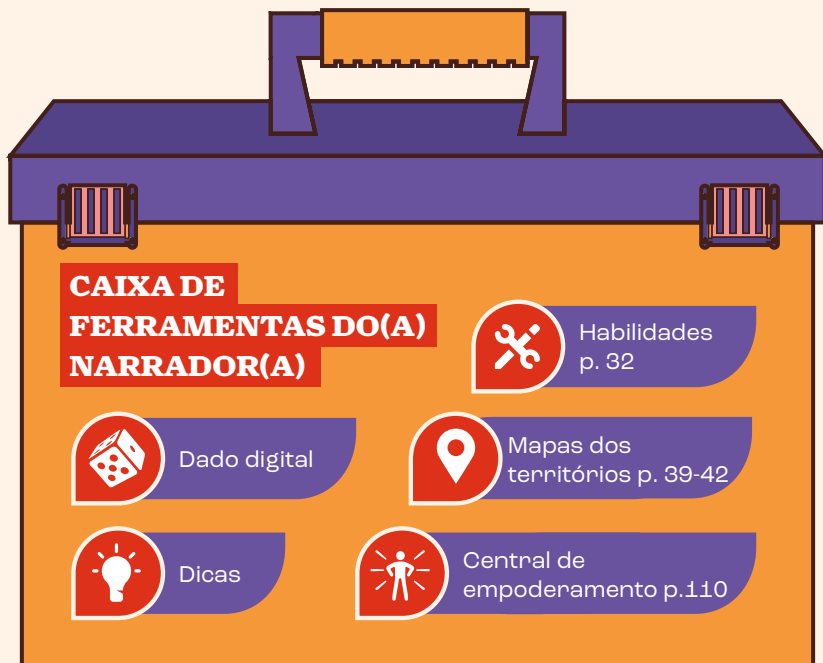 CAIXA DE
FERRAMENTAS DO(A)
NARRADOR(A)
Habilidades
p. 32
Dado digital
Mapas dos
territórios p. 39-42
Dicas
Central de
empoderamento p.110